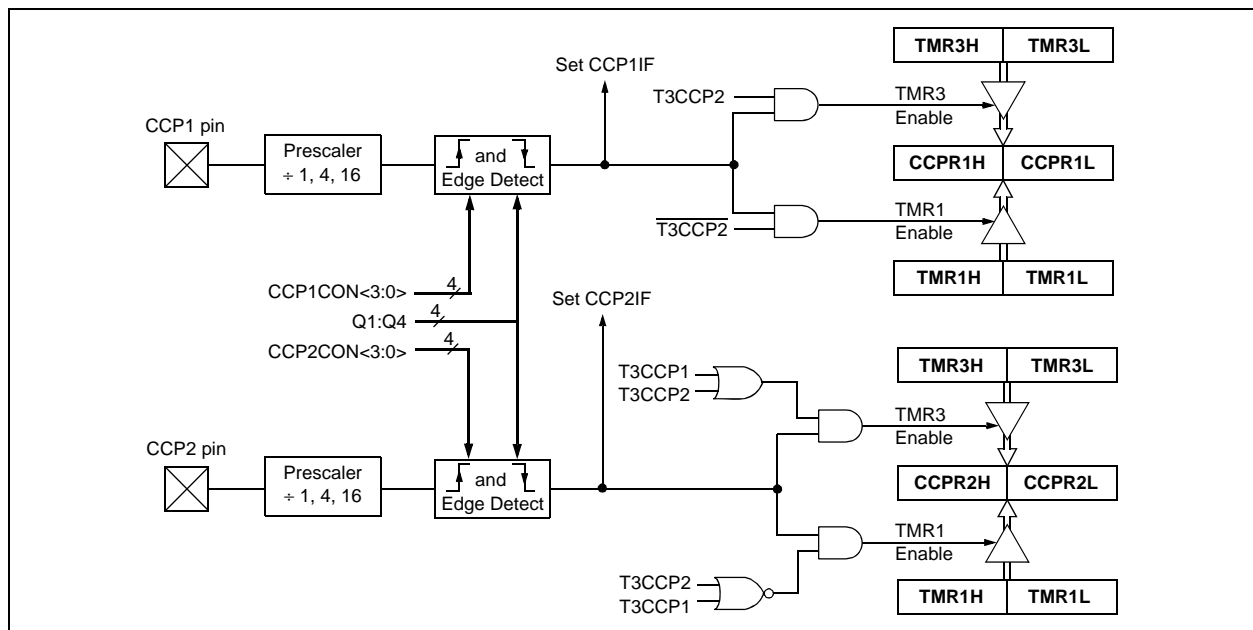 TMR3H TMR3L
Set CCP1IF
T3CCP2
TMR3
Enable
CCP1 pin
Prescaler
÷ 1, 4, 16
and
Edge Detect
CCPR1H CCPR1L
T3CCP2
TMR1
Enable
TMR1H TMR1L
CCP1CON<3:0> 4
Q1:Q4 4
CCP2CON<3:0> 4
Set CCP2IF
TMR3H TMR3L
T3CCP1
T3CCP2
TMR3
Enable
CCP2 pin
Prescaler
÷ 1, 4, 16
and
Edge Detect
CCPR2H CCPR2L
TMR1
Enable
T3CCP2
T3CCP1
TMR1H TMR1L